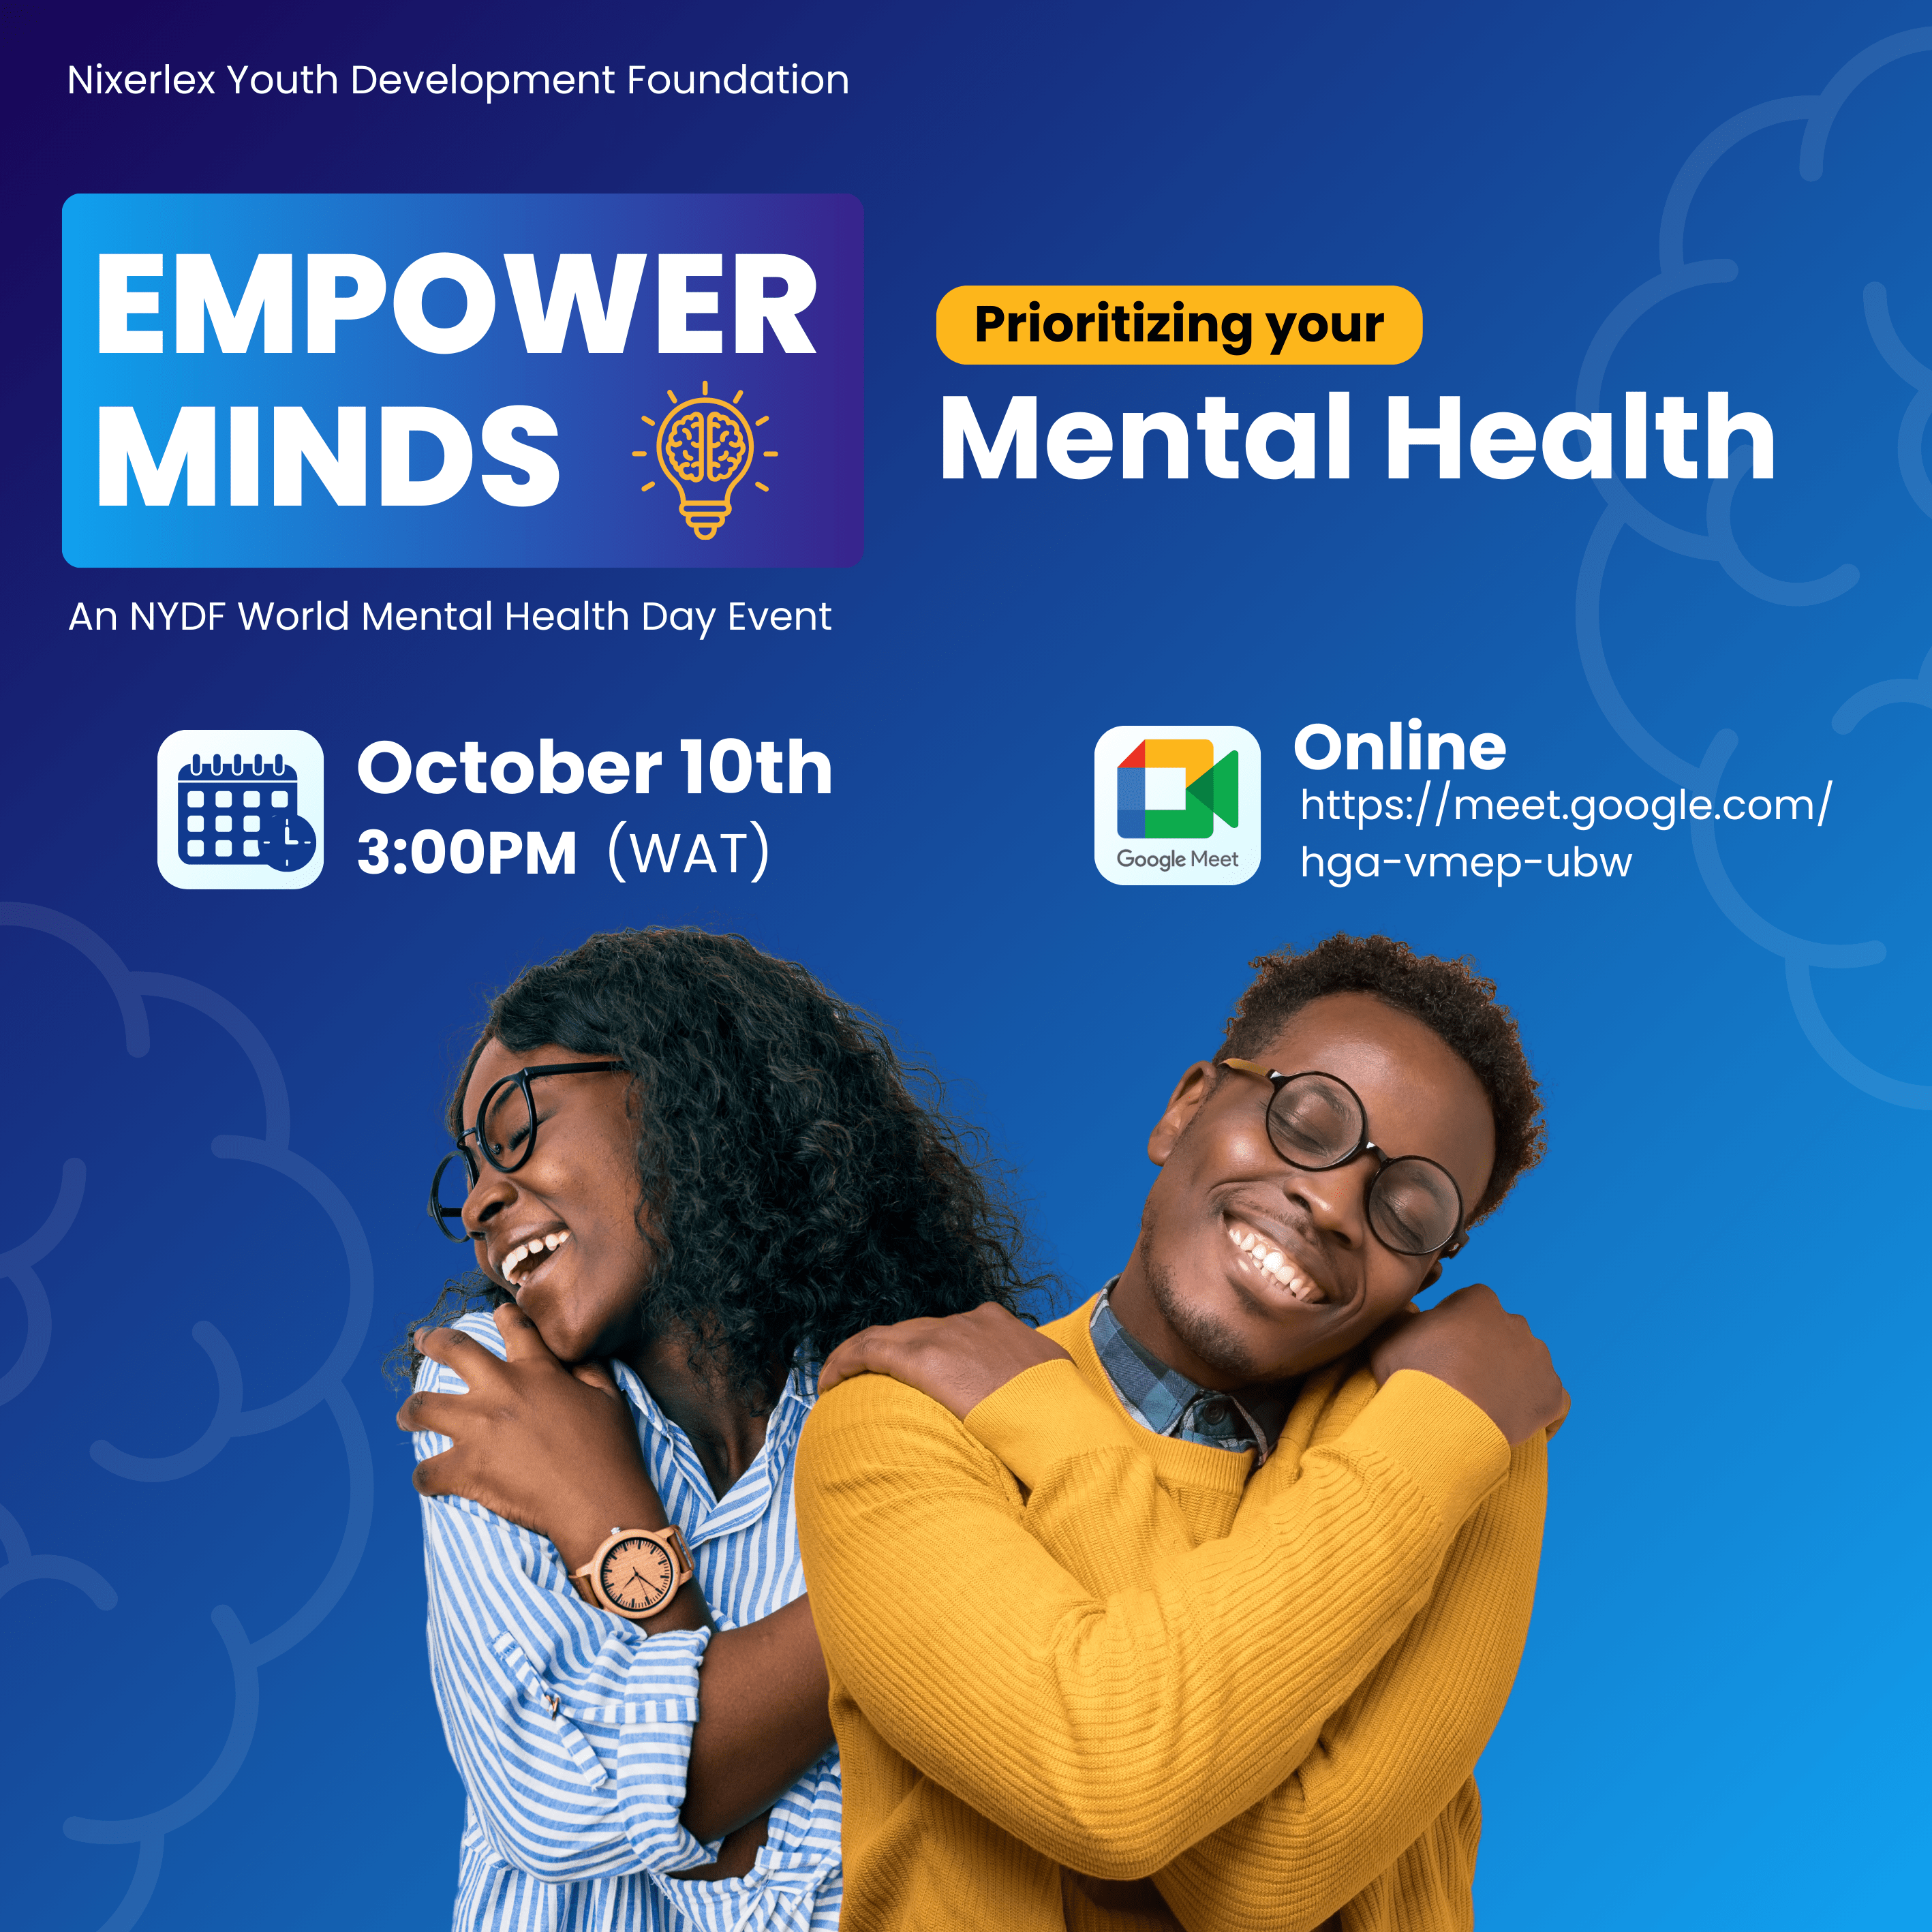 Nixerlex Youth Development Foundation
EMPOWER
MINDS
An NYDF World Mental Health Day Event
Prioritizing your
Mental Health
October 10th
3:00PM (WAT)
Google Meet
Online
https://meet.google.com/
hga-vmep-ubw